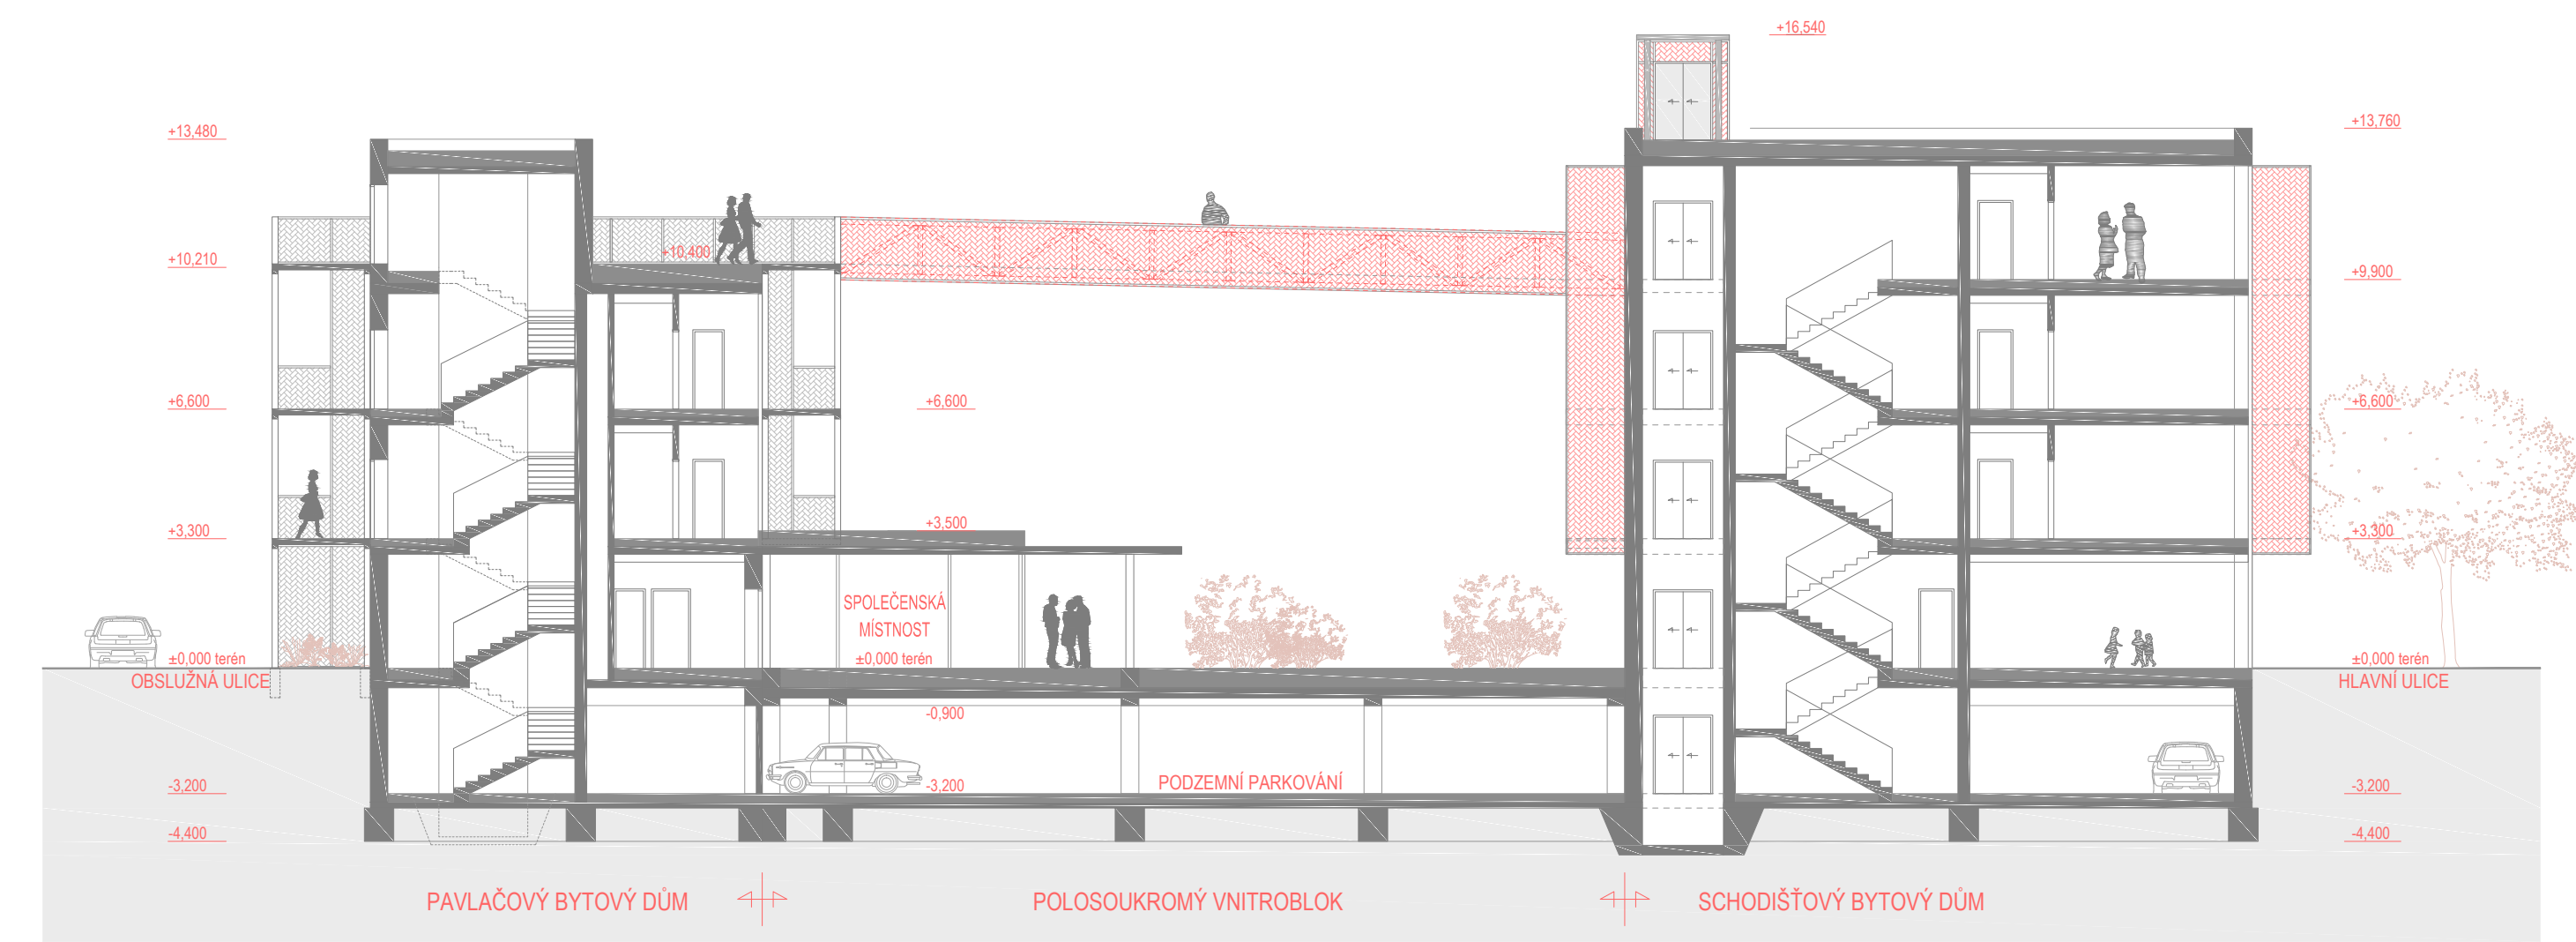 +16,540
+13,480
+13,760
+10,400
+10,210
+9,900
+6,600
+6,600
+6,600
+3,500
+3,300
+3,300
SPOLEČENSKÁ
MÍSTNOST
±0,000 terén
±0,000 terén
±0,000 terén
OBSLUŽNÁ ULICE
HLAVNÍ ULICE
-0,900
-3,200
-3,200
PODZEMNÍ PARKOVÁNÍ
-3,200
-4,400
-4,400
PAVLAČOVÝ BYTOVÝ DŮM
POLOSOUKROMÝ VNITROBLOK
SCHODIŠŤOVÝ BYTOVÝ DŮM